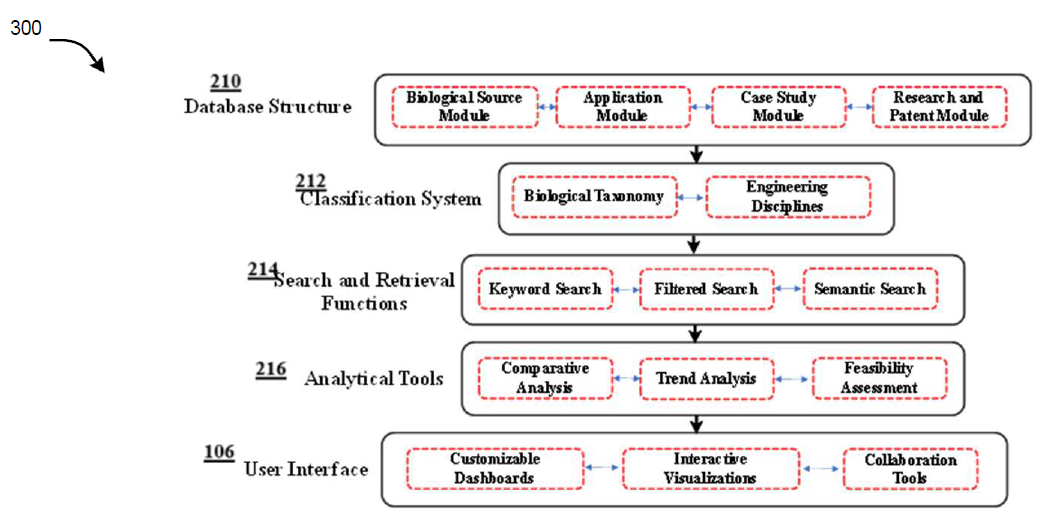 300
210
Database Structure
Biological Source
Module
Application
Module
Case Study
Module
Research and
Patent Module
212
Classification System
Biological Taxonomy
Engineering
Disciplines
214
Search and Retrieval
Functions
Keyword Search
Filtered Search
Semantic Search
216
Analytical Tools
Comparative
Analysis
Trend Analysis
Feasibility
Assessment
106
User Interface
Customizable
Dashboards
Interactive
Visualizations
Collaboration
Tools